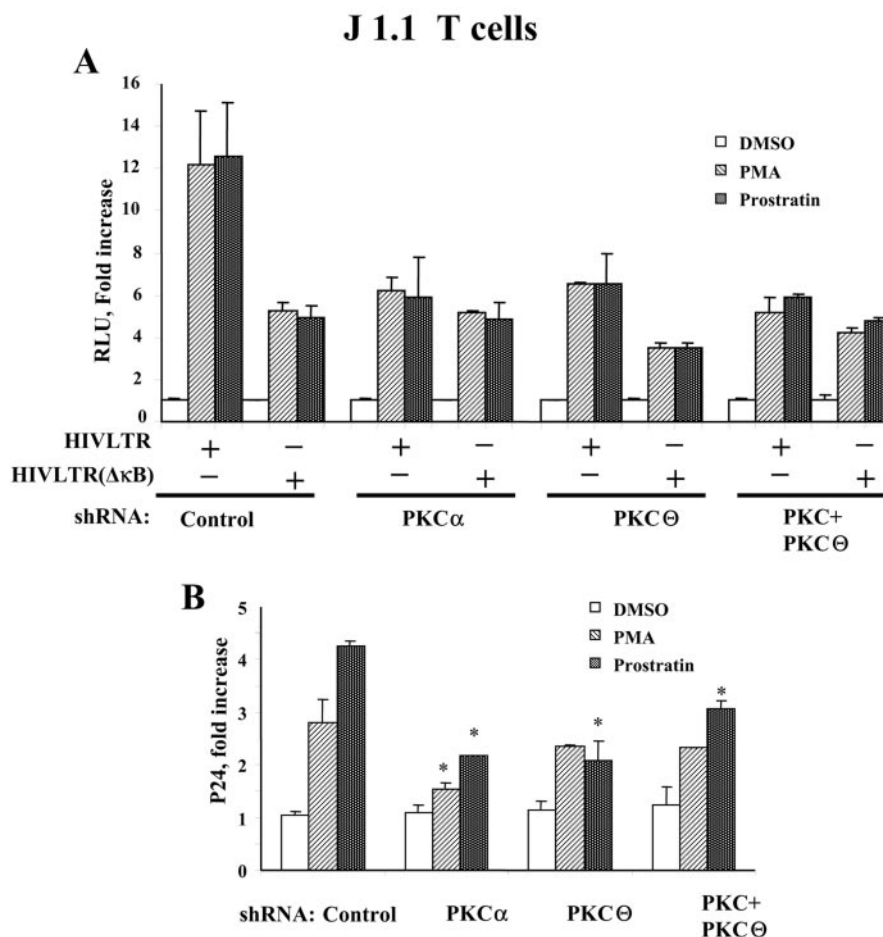 J 1.1 T cells
A
16
14
12
10
8
6
4
2
0
RLU, Fold increase
DMSO
PMA
Prostratin
HIVLTR + − + − + − + −
HIVLTR(ΔκB) − + − + − + − +
shRNA: Control PKCα PKCΘ PKC+
PKCΘ
B
5
4
3
2
1
0
P24, fold increase
DMSO
PMA
Prostratin
* * * *
shRNA: Control PKCα PKCΘ PKC+
PKCΘ